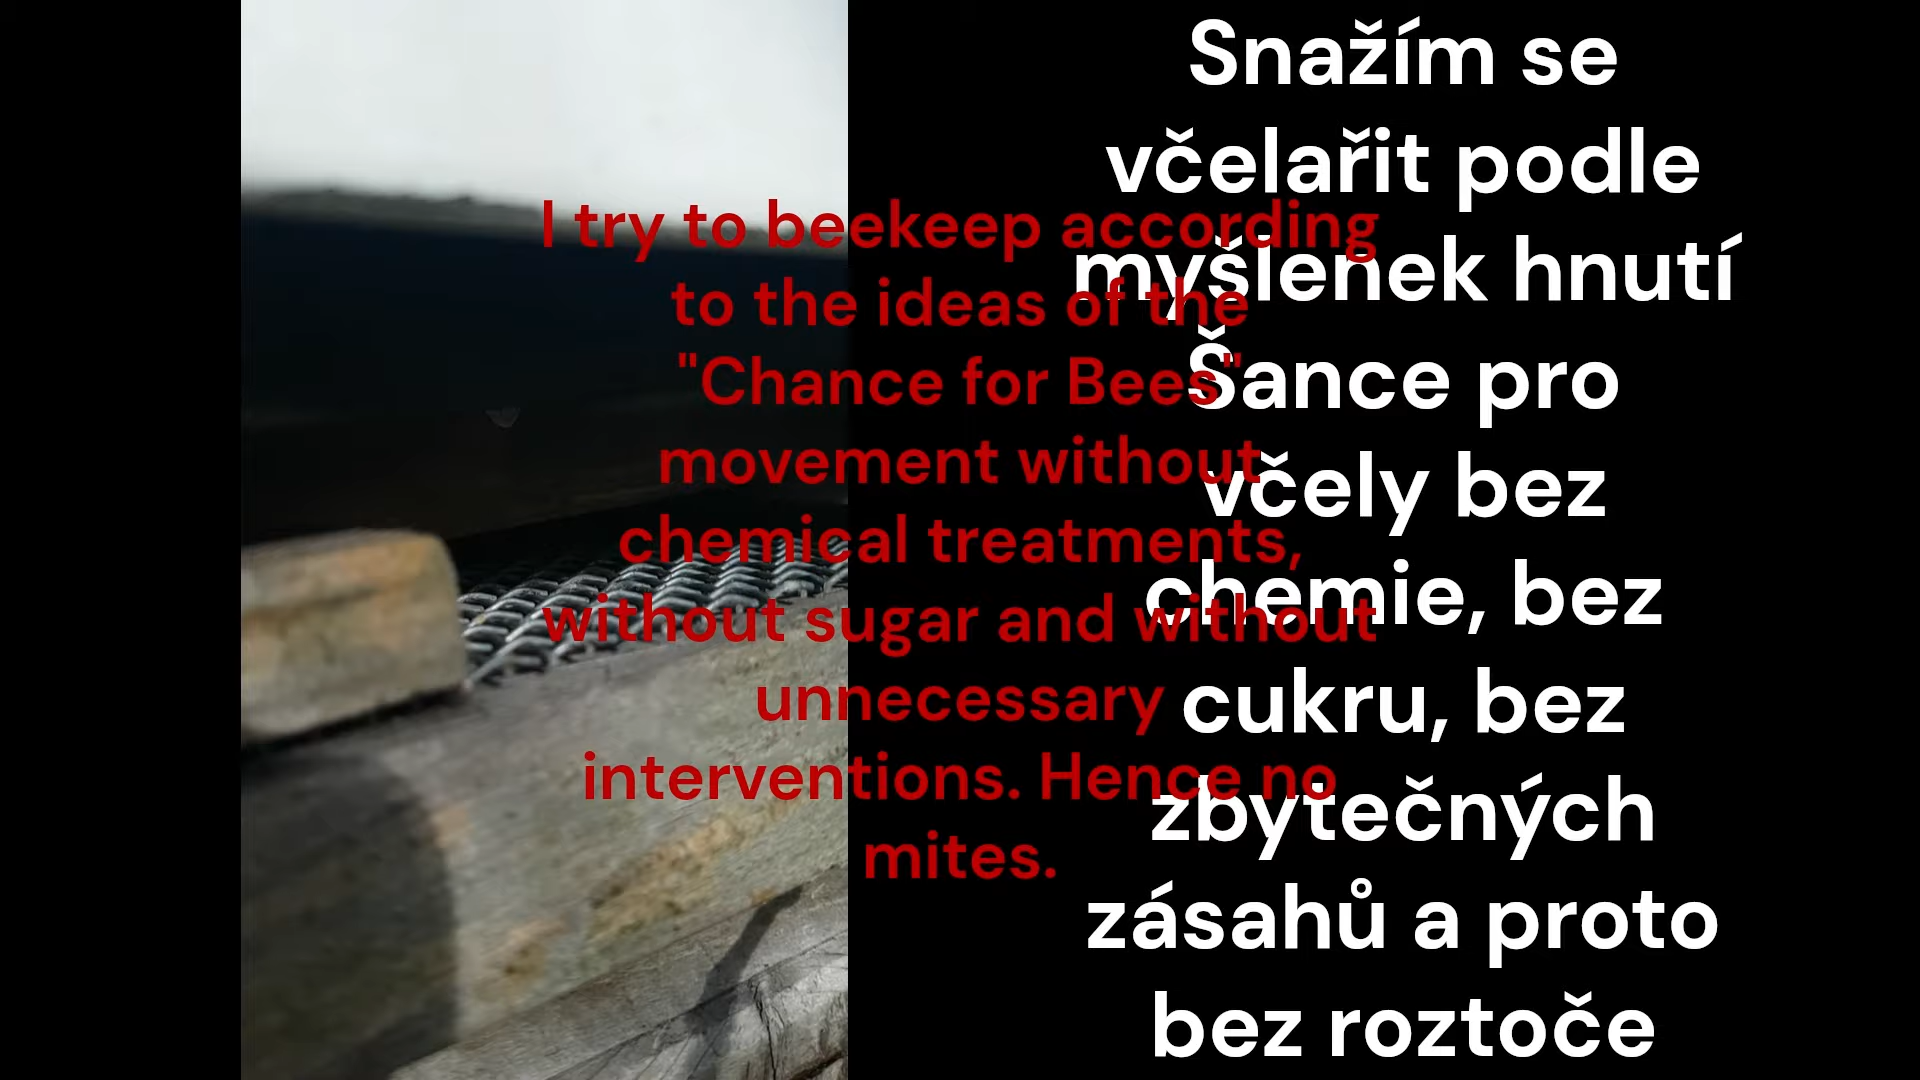 Snažím se
včelařit podle
myšlenek hnutí
Šance pro
včely bez
chemie, bez
cukru, bez
zbytečných
zásahů a proto
bez roztoče
I try to beekeep according
to the ideas of the
"Chance for Bees"
movement without
chemical treatments,
without sugar and without
unnecessary
interventions. Hence no
mites.